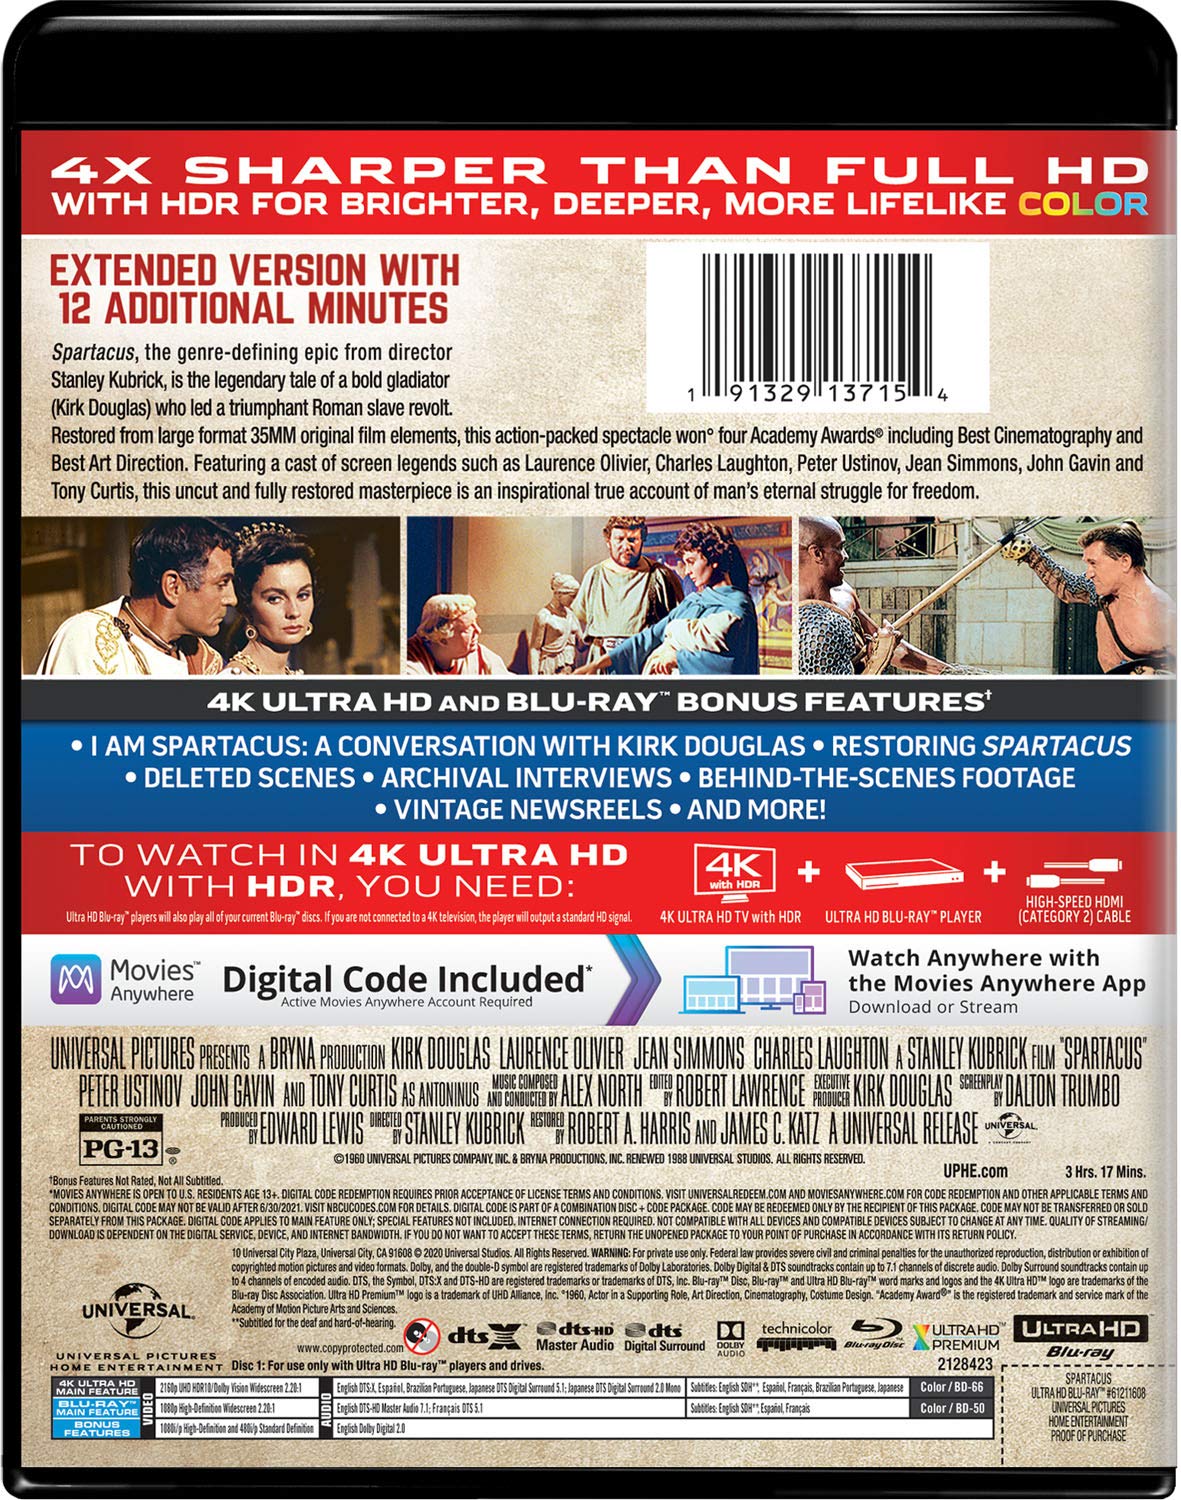 4X SHARPER THAN FULL HD
WITH HDR FOR BRIGHTER, DEEPER, MORE LIFELIKE COLOR
EXTENDED VERSION WITH
12 ADDITIONAL MINUTES
Spartacus, the genre-defining epic from director
Stanley Kubrick, is the legendary tale of a bold gladiator
(Kirk Douglas) who led a triumphant Roman slave revolt.
Restored from large format 35MM original film elements, this action-packed spectacle won° four Academy Awards® including Best Cinematography and
Best Art Direction. Featuring a cast of screen legends such as Laurence Olivier, Charles Laughton, Peter Ustinov, Jean Simmons, John Gavin and
Tony Curtis, this uncut and fully restored masterpiece is an inspirational true account of man's eternal struggle for freedom.
1 91329 13715 4
4K ULTRA HD AND BLU-RAY™ BONUS FEATURES†
• I AM SPARTACUS: A CONVERSATION WITH KIRK DOUGLAS • RESTORING SPARTACUS
• DELETED SCENES • ARCHIVAL INTERVIEWS • BEHIND-THE-SCENES FOOTAGE
• VINTAGE NEWSREELS • AND MORE!
TO WATCH IN 4K ULTRA HD
WITH HDR, YOU NEED:
Ultra HD Blu-ray™ players will also play all of your current Blu-ray™ discs. If you are not connected to a 4K television, the player will output a standard HD signal.
4K
with HDR
4K ULTRA HD TV with HDR
+
ULTRA HD BLU-RAY™ PLAYER
+
HIGH-SPEED HDMI
(CATEGORY 2) CABLE
Movies™
Anywhere
Digital Code Included*
Active Movies Anywhere Account Required
Watch Anywhere with
the Movies Anywhere App
Download or Stream
UNIVERSAL PICTURES PRESENTS A BRYNA PRODUCTION KIRK DOUGLAS LAURENCE OLIVIER JEAN SIMMONS CHARLES LAUGHTON A STANLEY KUBRICK FILM "SPARTACUS"
PETER USTINOV JOHN GAVIN AND TONY CURTIS AS ANTONINUS MUSIC COMPOSED AND CONDUCTED BY ALEX NORTH EDITED BY ROBERT LAWRENCE EXECUTIVE PRODUCER KIRK DOUGLAS SCREENPLAY BY DALTON TRUMBO
PRODUCED BY EDWARD LEWIS DIRECTED BY STANLEY KUBRICK RESTORED BY ROBERT A. HARRIS AND JAMES C. KATZ A UNIVERSAL RELEASE UNIVERSAL
PARENTS STRONGLY
CAUTIONED
PG-13
®
©1960 UNIVERSAL PICTURES COMPANY, INC. & BRYNA PRODUCTIONS, INC. RENEWED 1988 UNIVERSAL STUDIOS. ALL RIGHTS RESERVED.
UPHE.com
3 Hrs. 17 Mins.
†Bonus Features Not Rated, Not All Subtitled.
*MOVIES ANYWHERE IS OPEN TO U.S. RESIDENTS AGE 13+. DIGITAL CODE REDEMPTION REQUIRES PRIOR ACCEPTANCE OF LICENSE TERMS AND CONDITIONS. VISIT UNIVERSALREDEEM.COM AND MOVIESANYWHERE.COM FOR CODE REDEMPTION AND OTHER APPLICABLE TERMS AND
CONDITIONS. DIGITAL CODE MAY NOT BE VALID AFTER 6/30/2021. VISIT NBCUCODES.COM FOR DETAILS. DIGITAL CODE IS PART OF A COMBINATION DISC + CODE PACKAGE. CODE MAY BE REDEEMED ONLY BY THE RECIPIENT OF THIS PACKAGE. CODE MAY NOT BE TRANSFERRED OR SOLD
SEPARATELY FROM THIS PACKAGE. DIGITAL CODE APPLIES TO MAIN FEATURE ONLY; SPECIAL FEATURES NOT INCLUDED. INTERNET CONNECTION REQUIRED. NOT COMPATIBLE WITH ALL DEVICES AND COMPATIBLE DEVICES SUBJECT TO CHANGE AT ANY TIME. QUALITY OF STREAMING/
DOWNLOAD IS DEPENDENT ON THE DIGITAL SERVICE, DEVICE, AND INTERNET BANDWIDTH. IF YOU DO NOT WANT TO ACCEPT THESE TERMS, RETURN THE UNOPENED PACKAGE TO YOUR POINT OF PURCHASE IN ACCORDANCE WITH ITS RETURN POLICY.
10 Universal City Plaza, Universal City, CA 91608 © 2020 Universal Studios. All Rights Reserved. WARNING: For private use only. Federal law provides severe civil and criminal penalties for the unauthorized reproduction, distribution or exhibition of
copyrighted motion pictures and video formats. Dolby, and the double-D symbol are registered trademarks of Dolby Laboratories. Dolby Digital & DTS soundtracks contain up to 7.1 channels of discrete audio. Dolby Surround soundtracks contain up
to 4 channels of encoded audio. DTS, the Symbol, DTS:X and DTS-HD are registered trademarks or trademarks of DTS, Inc. Blu-ray™ Disc, Blu-ray™ and Ultra HD Blu-ray™ word marks and logos and the 4K Ultra HD™ logo are trademarks of the
Blu-ray Disc Association. Ultra HD Premium™ logo is a trademark of UHD Alliance, Inc. °1960, Actor in a Supporting Role, Art Direction, Cinematography, Costume Design. "Academy Award®" is the registered trademark and service mark of the
Academy of Motion Picture Arts and Sciences.
**Subtitled for the deaf and hard-of-hearing.
UNIVERSAL
UNIVERSAL PICTURES
HOME ENTERTAINMENT
www.copyprotected.com
dts X™
dts-HD
Master Audio
dts
Digital Surround
DOLBY
AUDIO
technicolor
Blu-ray Disc
ULTRA HD™
PREMIUM
ULTRA HD
Blu-ray
Disc 1: For use only with Ultra HD Blu-ray™ players and drives.
2128423
4K ULTRA HD
MAIN FEATURE
BLU-RAY™
MAIN FEATURE
BONUS
FEATURES
VIDEO
2160p UHD HDR10/Dolby Vision Widescreen 2.20:1
1080p High-Definition Widescreen 2.20:1
1080i/p High-Definition and 480i/p Standard Definition
AUDIO
English DTS:X, Español, Brazilian Portuguese, Japanese DTS Digital Surround 5.1; Japanese DTS Digital Surround 2.0 Mono
English DTS-HD Master Audio 7.1; Français DTS 5.1
English Dolby Digital 2.0
Subtitles: English SDH**, Español, Français, Brazilian Portuguese, Japanese
Subtitles: English SDH**, Español, Français
Color / BD-66
Color / BD-50
SPARTACUS
ULTRA HD BLU-RAY™ #61211608
UNIVERSAL PICTURES
HOME ENTERTAINMENT
PROOF OF PURCHASE